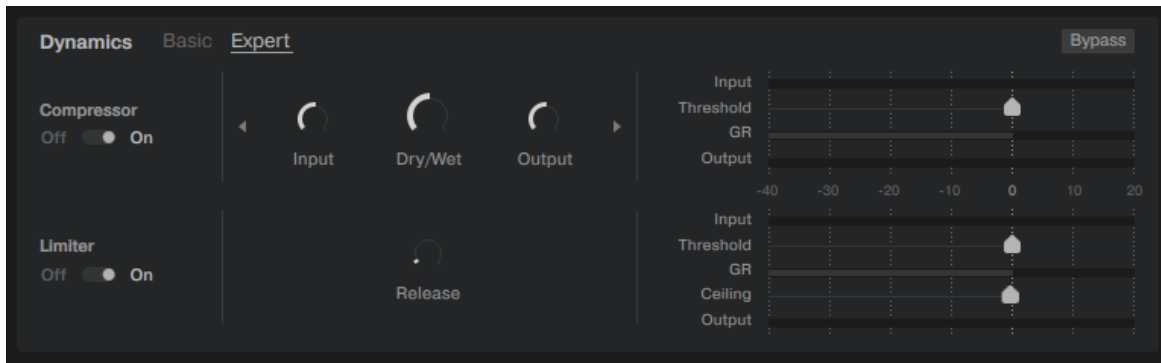 Dynamics Basic Expert Bypass
Compressor
Off On
Input Dry/Wet Output
Input
Threshold
GR
Output
-40 -30 -20 -10 0 10 20
Limiter
Off On
Release
Input
Threshold
GR
Ceiling
Output